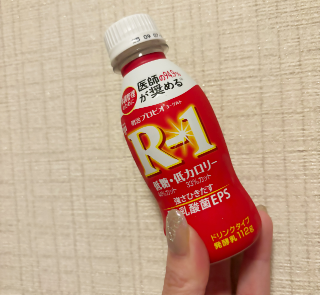 医師の94.9%
が奨める
明治プロビオヨーグルト
R-1
低糖・低カロリー
強さひきだす
乳酸菌EPS
ドリンクタイプ
発酵乳 112g